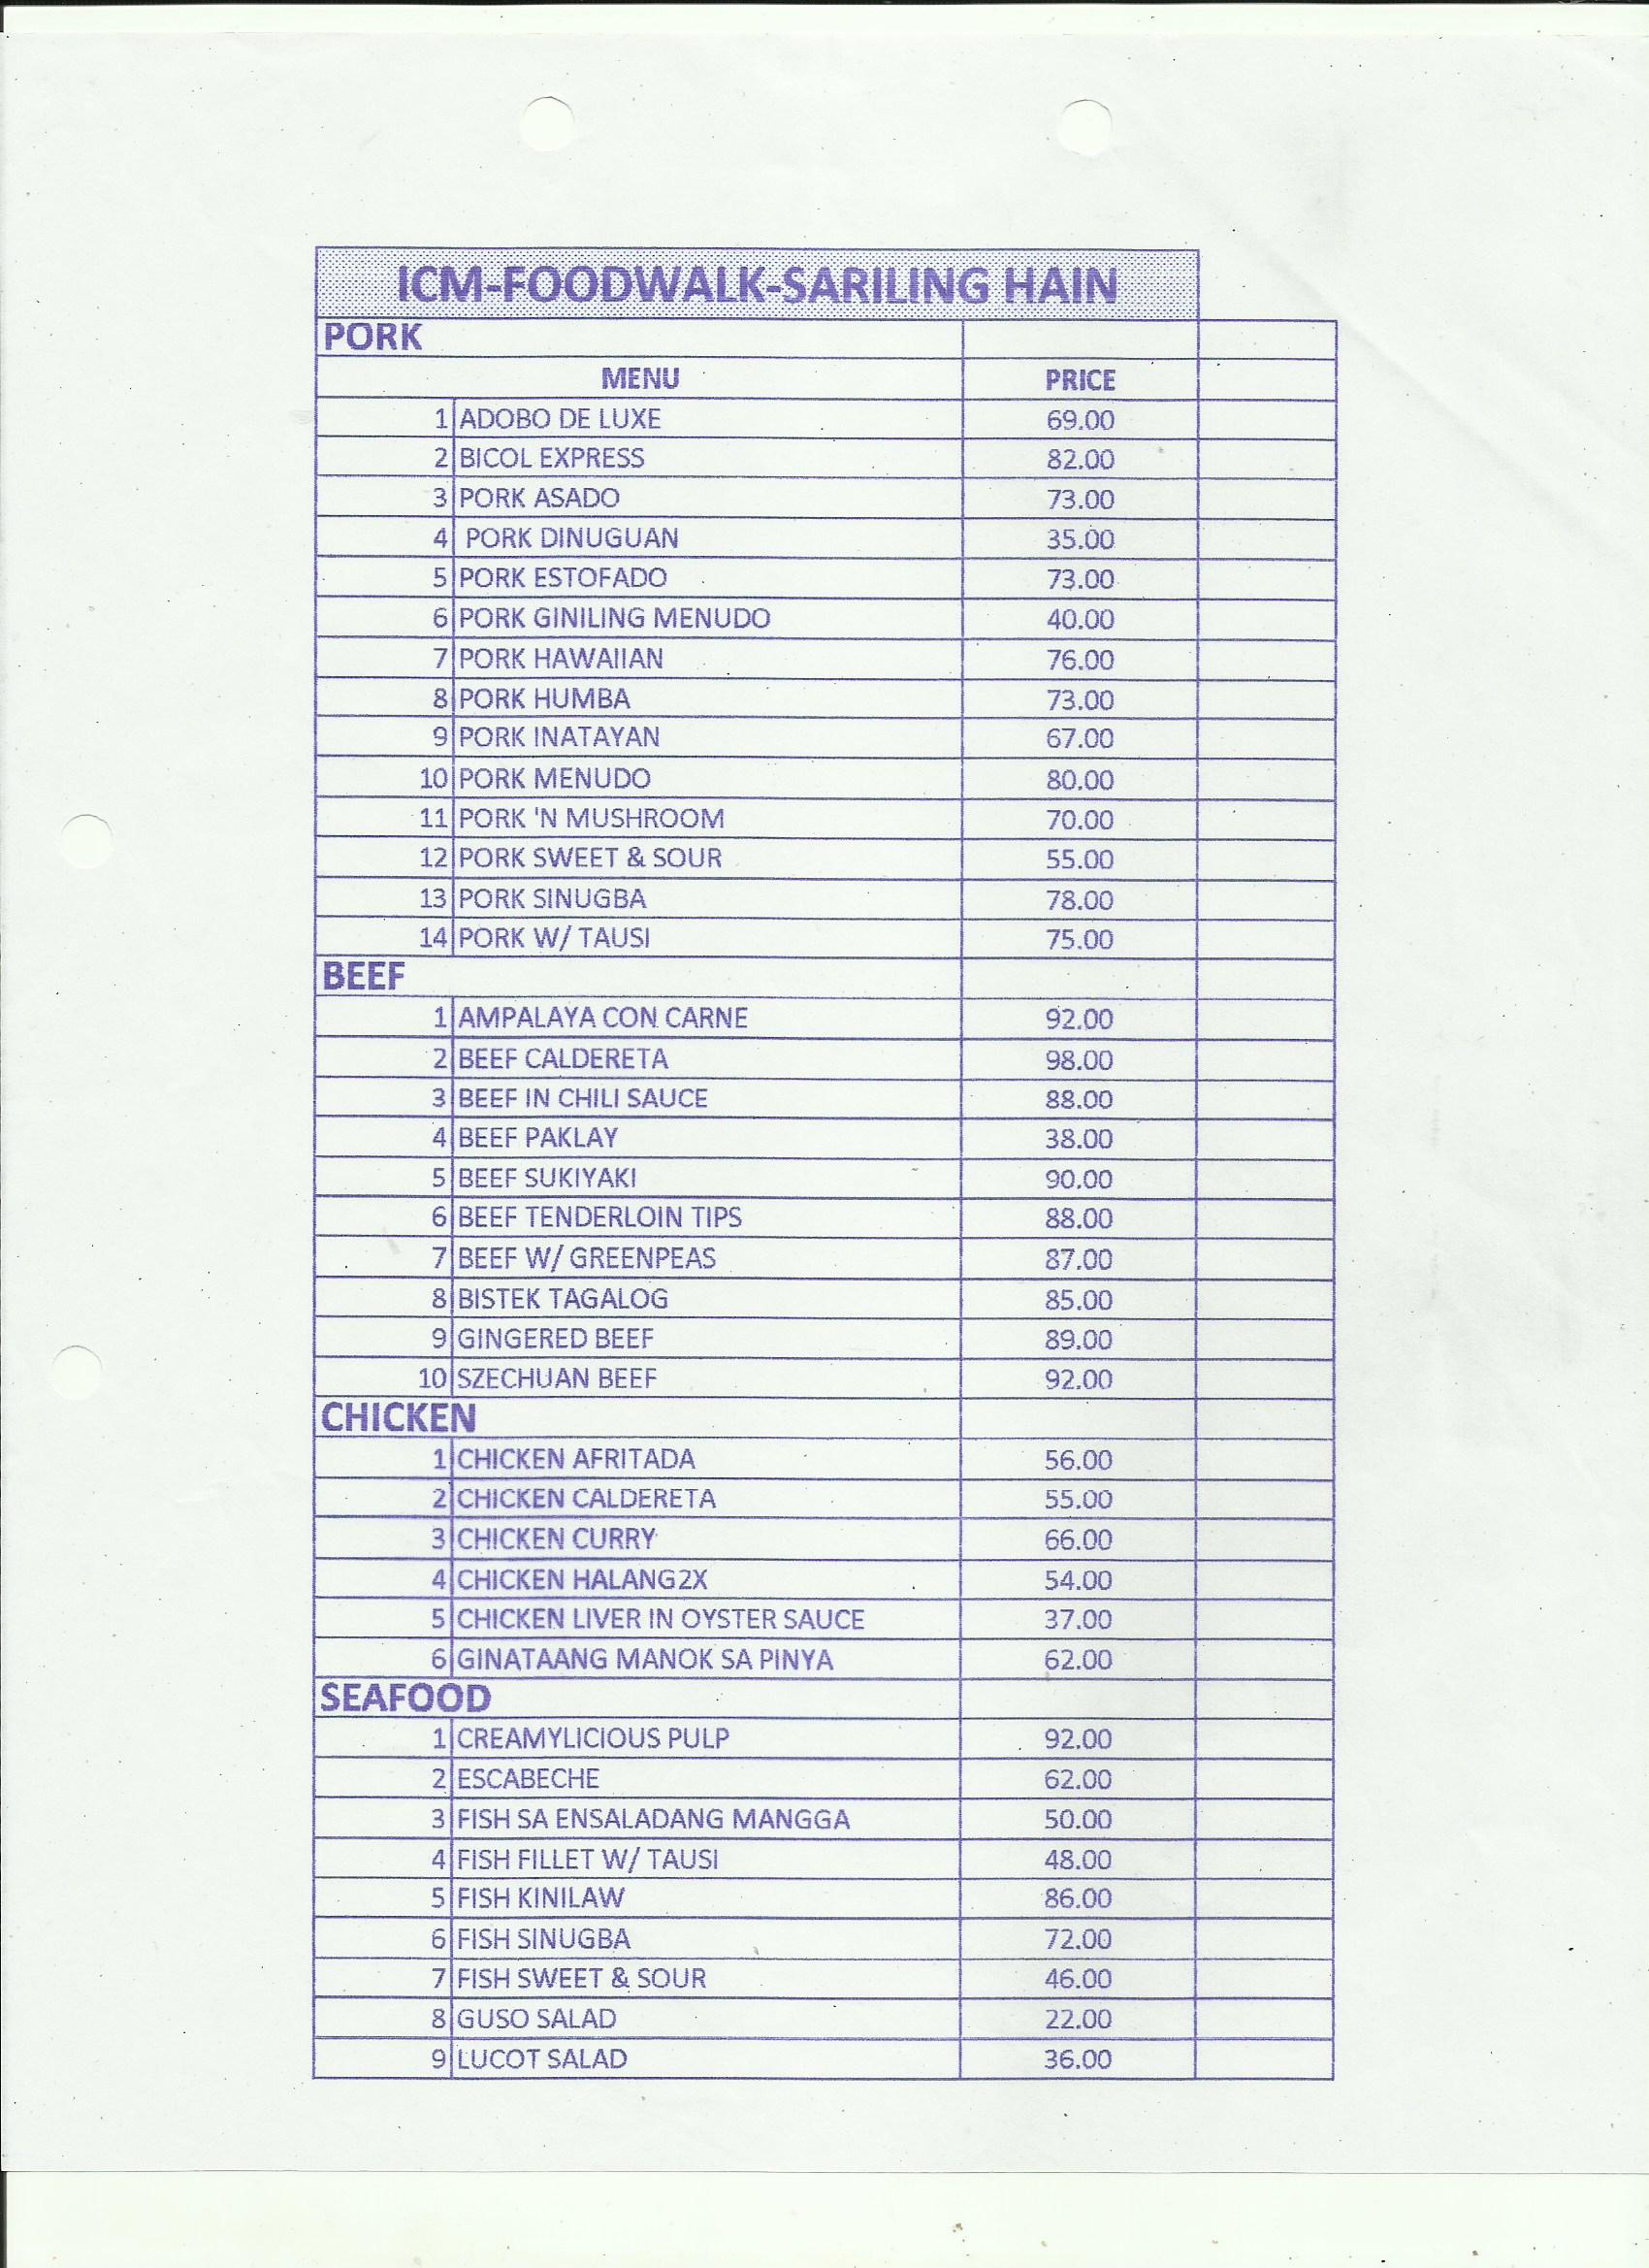 ICM-FOODWALK-SARILING HAIN
PORK
MENU PRICE
1 ADOBO DE LUXE 69.00
2 BICOL EXPRESS 82.00
3 PORK ASADO 73.00
4 PORK DINUGUAN 35.00
5 PORK ESTOFADO 73.00
6 PORK GINILING MENUDO 40.00
7 PORK HAWAIIAN 76.00
8 PORK HUMBA 73.00
9 PORK INATAYAN 67.00
10 PORK MENUDO 80.00
11 PORK 'N MUSHROOM 70.00
12 PORK SWEET & SOUR 55.00
13 PORK SINUGBA 78.00
14 PORK W/ TAUSI 75.00
BEEF
1 AMPALAYA CON CARNE 92.00
2 BEEF CALDERETA 98.00
3 BEEF IN CHILI SAUCE 88.00
4 BEEF PAKLAY 38.00
5 BEEF SUKIYAKI 90.00
6 BEEF TENDERLOIN TIPS 88.00
7 BEEF W/ GREENPEAS 87.00
8 BISTEK TAGALOG 85.00
9 GINGERED BEEF 89.00
10 SZECHUAN BEEF 92.00
CHICKEN
1 CHICKEN AFRITADA 56.00
2 CHICKEN CALDERETA 55.00
3 CHICKEN CURRY 66.00
4 CHICKEN HALANG2X 54.00
5 CHICKEN LIVER IN OYSTER SAUCE 37.00
6 GINATAANG MANOK SA PINYA 62.00
SEAFOOD
1 CREAMYLICIOUS PULP 92.00
2 ESCABECHE 62.00
3 FISH SA ENSALADANG MANGGA 50.00
4 FISH FILLET W/ TAUSI 48.00
5 FISH KINILAW 86.00
6 FISH SINUGBA 72.00
7 FISH SWEET & SOUR 46.00
8 GUSO SALAD 22.00
9 LUCOT SALAD 36.00